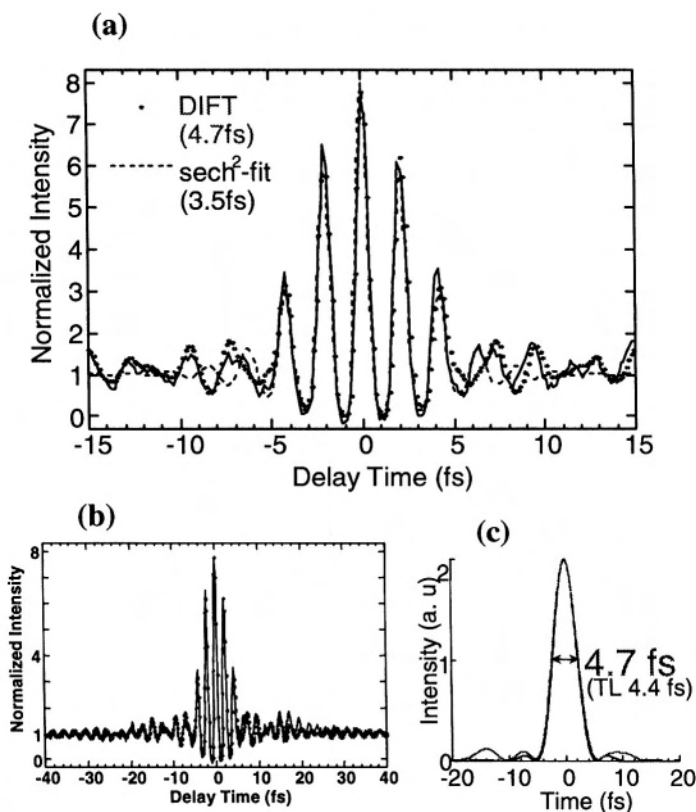 (a)
8
7
6
5
4
3
2
1
0
Normalized Intensity
DIFT
(4.7fs)
sech²-fit
(3.5fs)
-15 -10 -5 0 5 10 15
Delay Time (fs)
(b)
8
4
1
0
Normalized Intensity
-40 -30 -20 -10 0 10 20 30 40
Delay Time (fs)
(c)
2
1
0
Intensity (a. u)
4.7 fs
(TL 4.4 fs)
-20 -10 0 10 20
Time (fs)